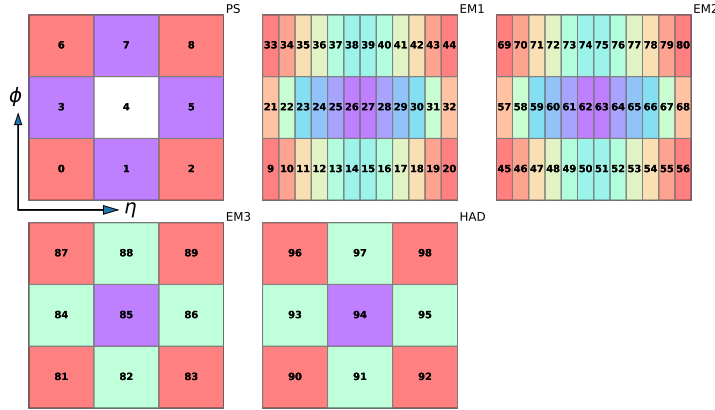 PS
EM1
EM2
6 7 8
33 34 35 36 37 38 39 40 41 42 43 44
69 70 71 72 73 74 75 76 77 78 79 80
ϕ
3 4 5
21 22 23 24 25 26 27 28 29 30 31 32
57 58 59 60 61 62 63 64 65 66 67 68
0 1 2
9 10 11 12 13 14 15 16 17 18 19 20
45 46 47 48 49 50 51 52 53 54 55 56
η
EM3
HAD
87 88 89
96 97 98
84 85 86
93 94 95
81 82 83
90 91 92